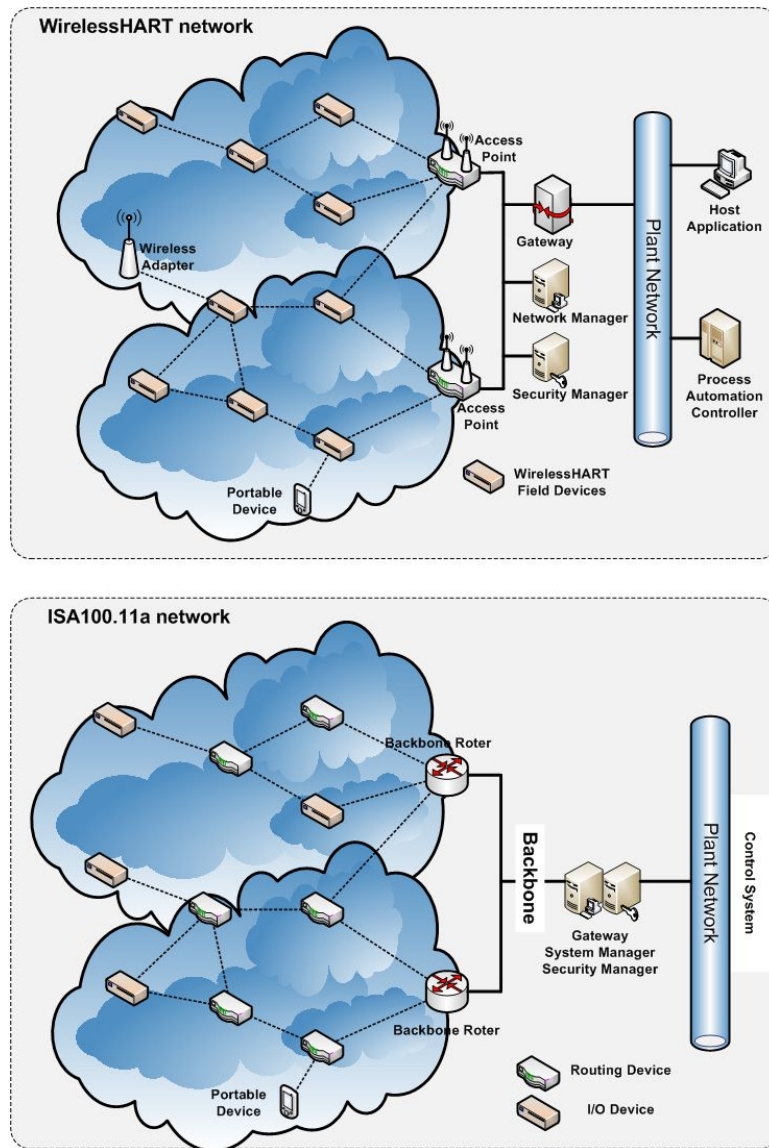 WirelessHART network
Access
Point
Wireless
Adapter
Gateway
Host
Application
Plant Network
Network Manager
Security Manager
Access
Point
Process
Automation
Controller
Portable
Device
WirelessHART
Field Devices
ISA100.11a network
Backbone Roter
Backbone
Plant Network
Control System
Gateway
System Manager
Security Manager
Backbone Roter
Portable
Device
Routing Device
I/O Device